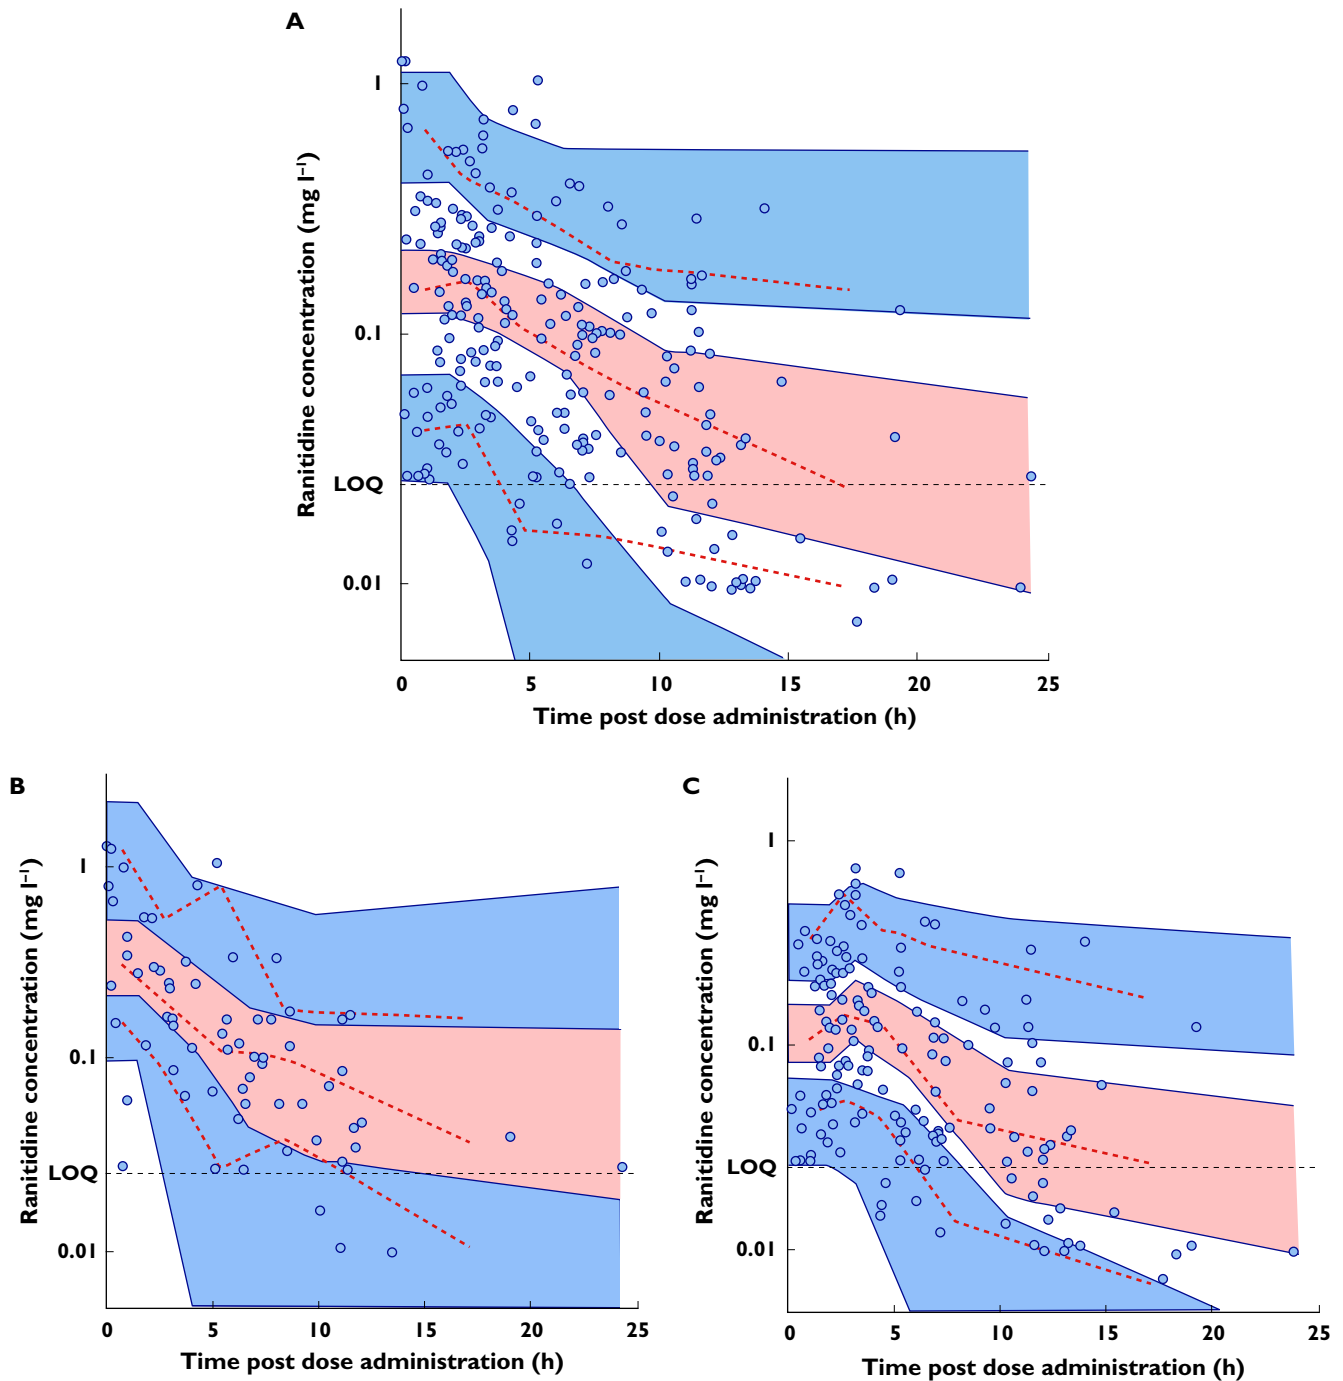 A
Ranitidine concentration (mg l⁻¹)
1
0.1
LOQ
0.01
0 5 10 15 20 25
Time post dose administration (h)
B
Ranitidine concentration (mg l⁻¹)
1
0.1
LOQ
0.01
0 5 10 15 20 25
Time post dose administration (h)
C
Ranitidine concentration (mg l⁻¹)
1
0.1
LOQ
0.01
0 5 10 15 20 25
Time post dose administration (h)